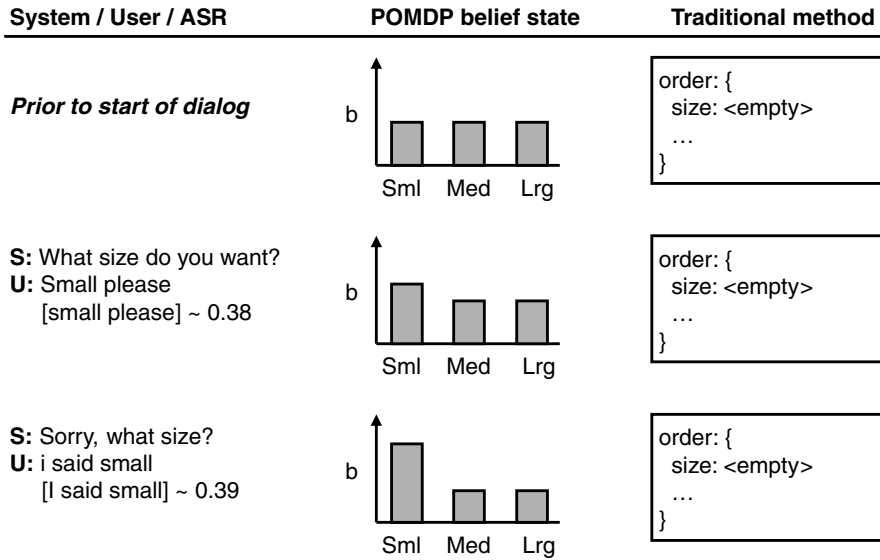 System / User / ASR POMDP belief state Traditional method
Prior to start of dialog
b
Sml Med Lrg
order: {
size: <empty>
…
}
S: What size do you want?
U: Small please
[small please] ~ 0.38
b
Sml Med Lrg
order: {
size: <empty>
…
}
S: Sorry, what size?
U: i said small
[I said small] ~ 0.39
b
Sml Med Lrg
order: {
size: <empty>
…
}